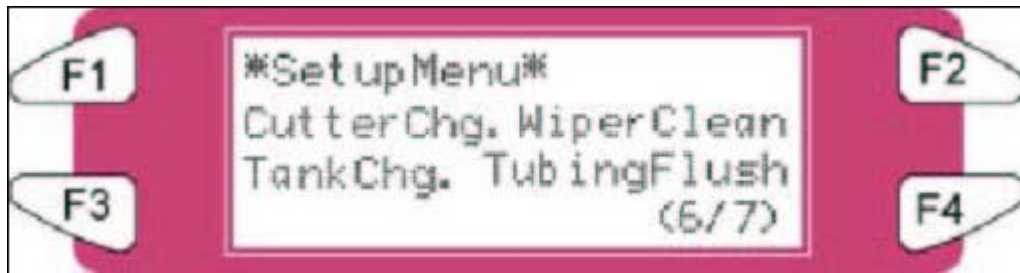 F1
F2
*SetupMenu*
CutterChg. WiperClean
TankChg. TubingFlush
F3
(6/7)
F4